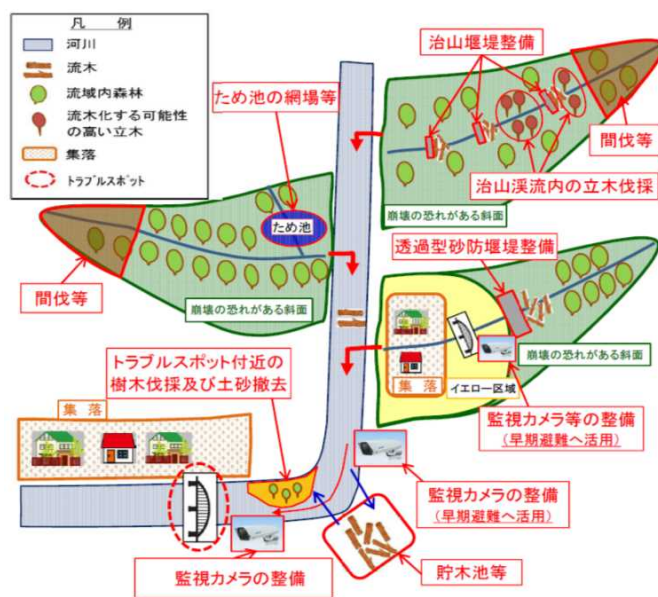 凡　例
河川
流木
流域内森林
流木化する可能性
の高い立木
集落
トラブルスポット
治山堰堤整備
ため池の網場等
間伐等
治山渓流内の立木伐採
崩壊の恐れがある斜面
ため池
透過型砂防堰堤整備
間伐等
崩壊の恐れがある斜面
トラブルスポット付近の
樹木伐採及び土砂撤去
集落
イエロー区域
崩壊の恐れがある斜面
監視カメラ等の整備
(早期避難へ活用)
集落
監視カメラの整備
(早期避難へ活用)
監視カメラの整備
貯木池等